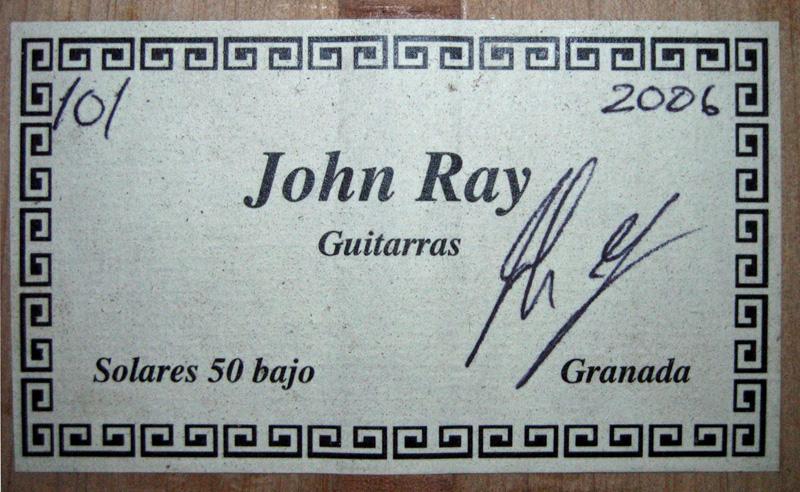 101 2006
John Ray
Guitarras
Solares 50 bajo Granada